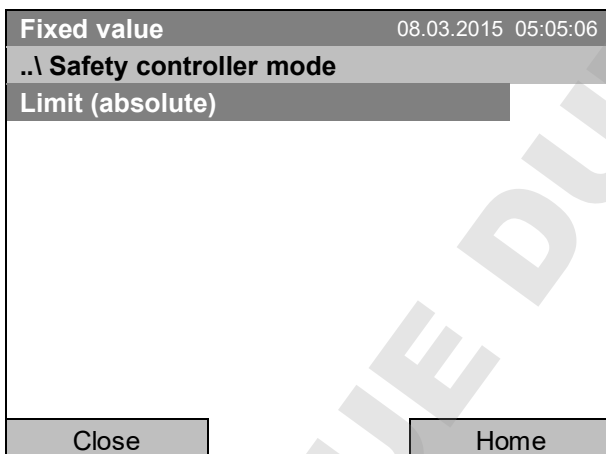 Fixed value 08.03.2015 05:05:06
..\ Safety controller mode
Limit (absolute)
Close Home